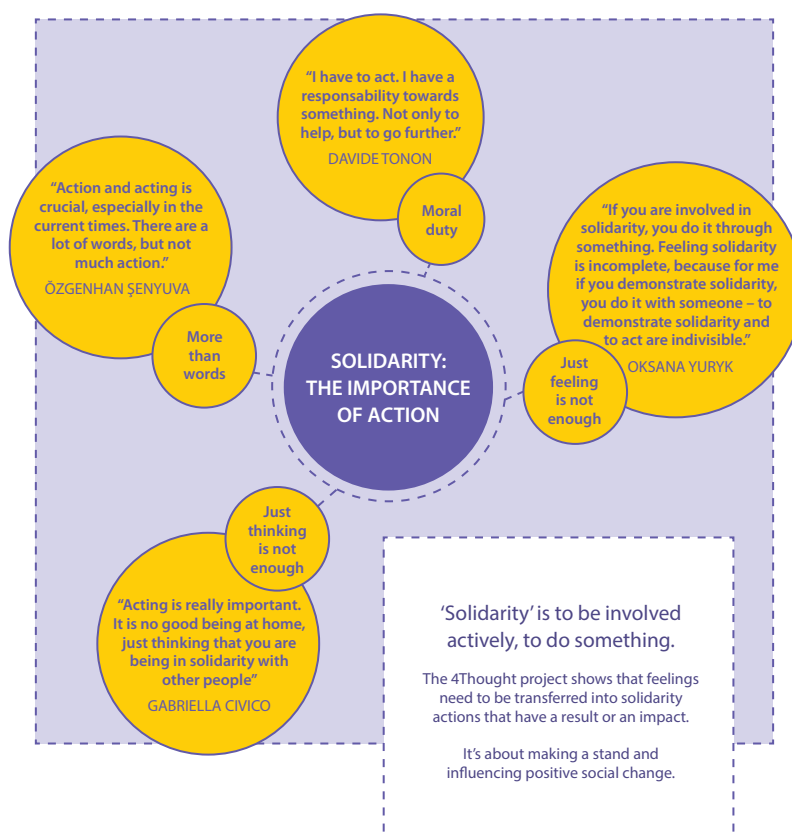 “I have to act. I have a
responsability towards
something. Not only to
help, but to go further.”
DAVIDE TONON
Moral
duty
“Action and acting is
crucial, especially in the
current times. There are a
lot of words, but not
much action.”
ÖZGENHAN ŞENYUVA
More
than
words
“If you are involved in
solidarity, you do it through
something. Feeling solidarity
is incomplete, because for me
if you demonstrate solidarity,
you do it with someone – to
demonstrate solidarity and
to act are indivisible.”
OKSANA YURYK
Just
feeling
is not
enough
SOLIDARITY:
THE IMPORTANCE
OF ACTION
Just
thinking
is not
enough
“Acting is really important.
It is no good being at home,
just thinking that you are
being in solidarity with
other people”
GABRIELLA CIVICO
‘Solidarity’ is to be involved
actively, to do something.
The 4Thought project shows that feelings
need to be transferred into solidarity
actions that have a result or an impact.
It’s about making a stand and
influencing positive social change.